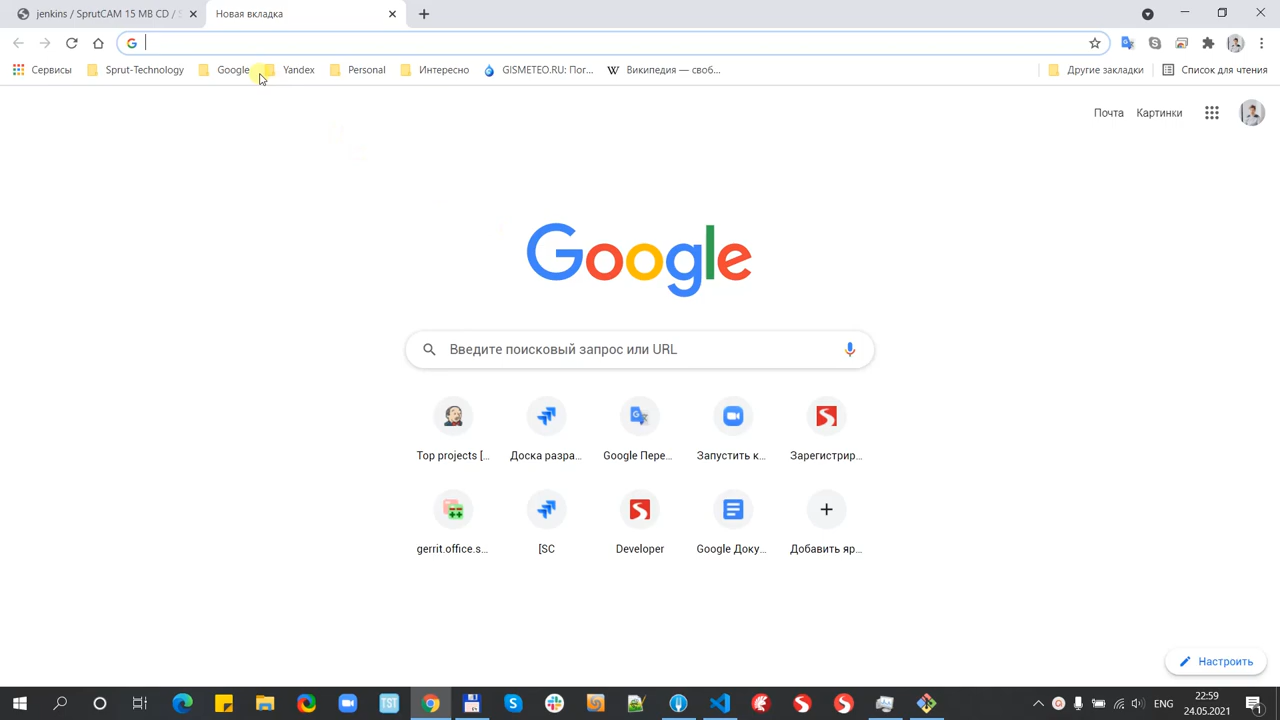 jenkins / SprutCAM 15 MB CD / S
Новая вкладка
Сервисы
Sprut-Technology
Google
Yandex
Personal
Интересно
GISMETEO.RU: Пог...
Википедия — своб...
Другие закладки
Список для чтения
Почта
Картинки
Google
Введите поисковый запрос или URL
Top projects [...
Доска разра...
Google Пере...
Запустить к...
Зарегистрир...
gerrit.office.s...
[SC
Developer
Google Доку...
Добавить яр...
Настроить
TST
ENG
22:59
24.05.2021